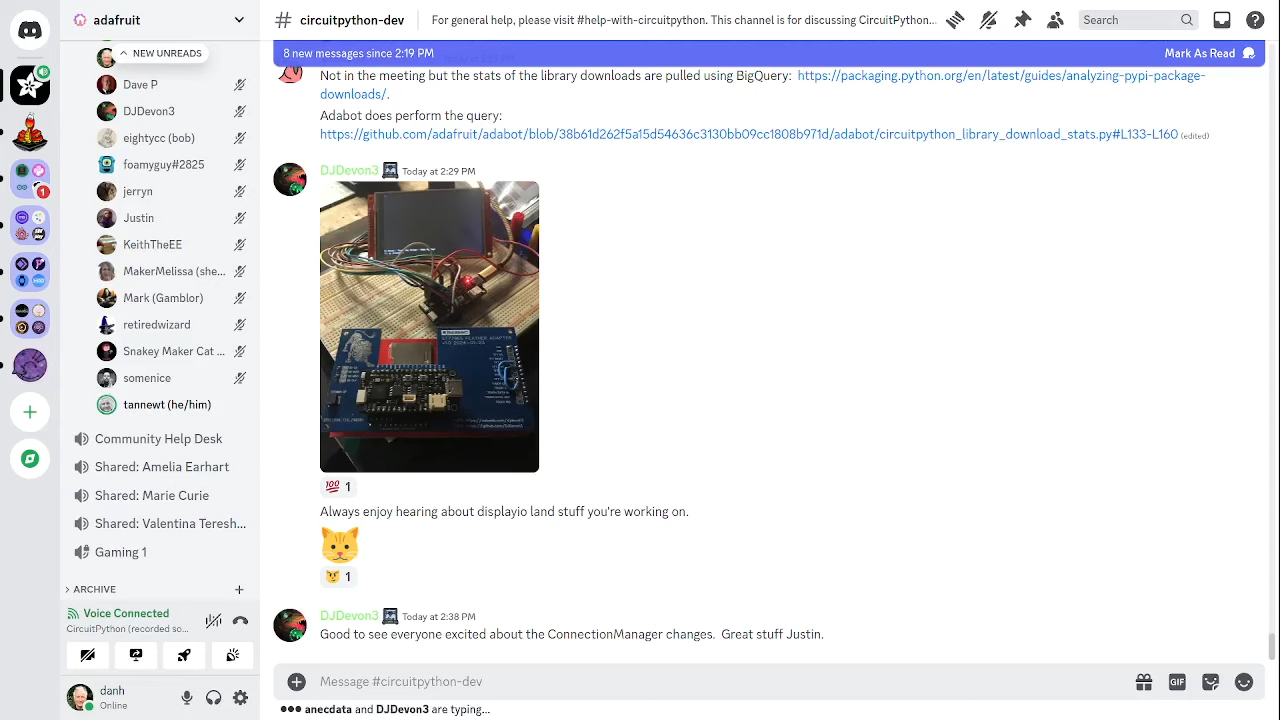 adafruit
NEW UNREADS
DJDevon3
eightycc (bob)
foamyguy#2825
jerryn
Justin
KeithTheEE
MakerMelissa (she...
Mark (Gamblor)
retiredwizard
tannewt (he/him)
Community Help Desk
Shared: Amelia Earhart
Shared: Marie Curie
Shared: Valentina Teresh...
Gaming 1
ARCHIVE
Voice Connected
CircuitPython (recorded so...
danh
Online
1
# circuitpython-dev
For general help, please visit #help-with-circuitpython. This channel is for discussing CircuitPython...
Search
8 new messages since 2:19 PM
Mark As Read
Not in the meeting but the stats of the library downloads are pulled using BigQuery: https://packaging.python.org/en/latest/guides/analyzing-pypi-package-
downloads/.
Adabot does perform the query:
https://github.com/adafruit/adabot/blob/38b61d262f5a15d54636c3130bb09cc1808b971d/adabot/circuitpython_library_download_stats.py#L133-L160 (edited)
DJDevon3 Today at 2:29 PM
100 1
Always enjoy hearing about displayio land stuff you're working on.
1
DJDevon3 Today at 2:38 PM
Good to see everyone excited about the ConnectionManager changes. Great stuff Justin.
Message #circuitpython-dev
GIF
anecdata and DJDevon3 are typing...